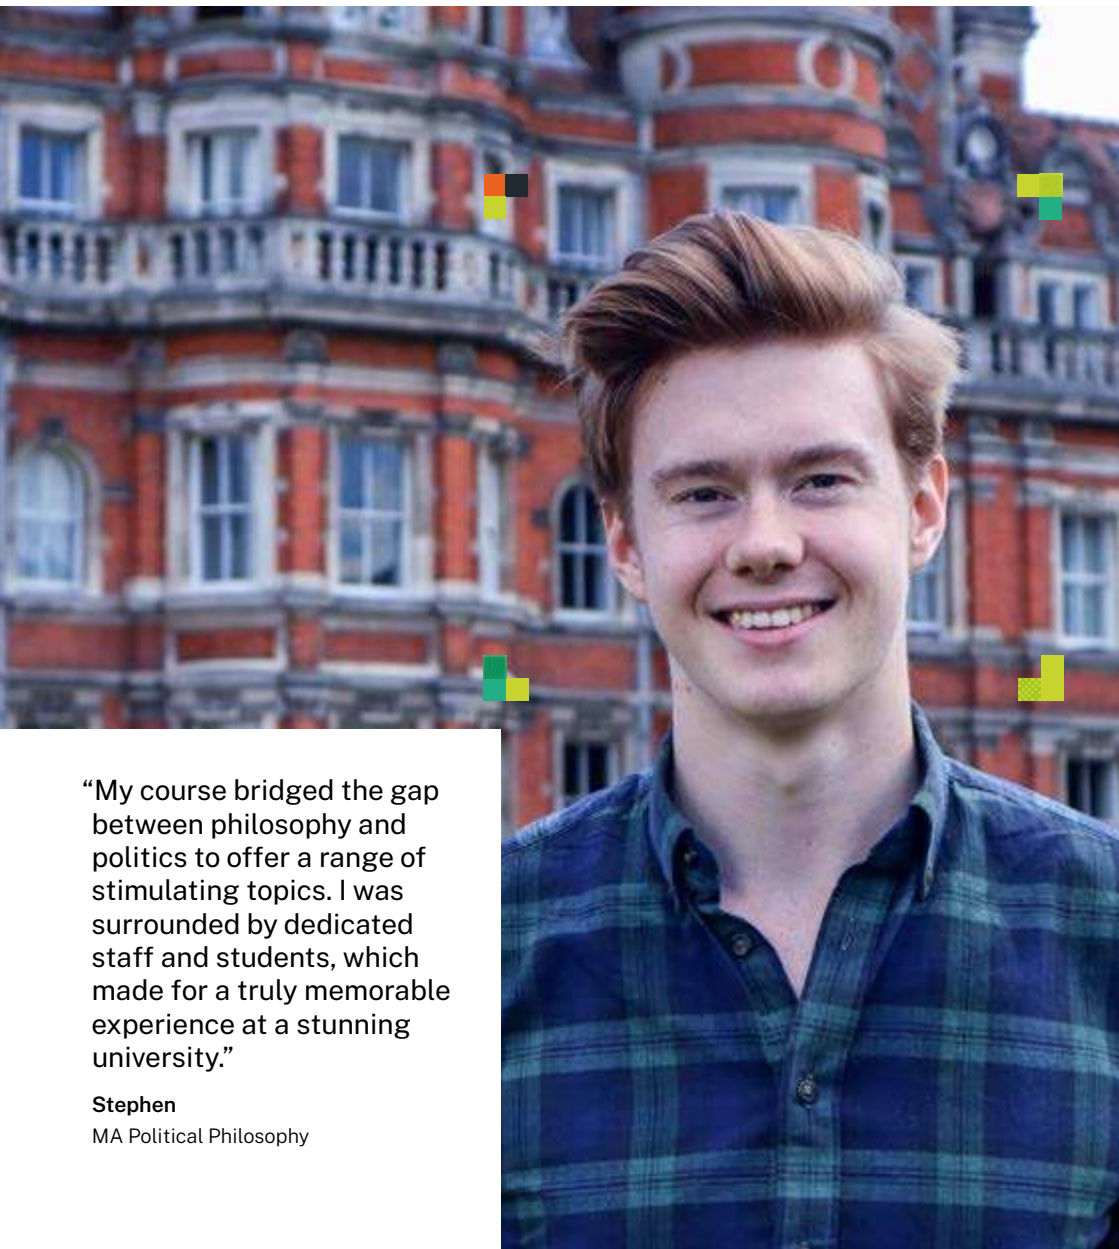 “My course bridged the gap
between philosophy and
politics to offer a range of
stimulating topics. I was
surrounded by dedicated
staff and students, which
made for a truly memorable
experience at a stunning
university.”
Stephen
MA Political Philosophy